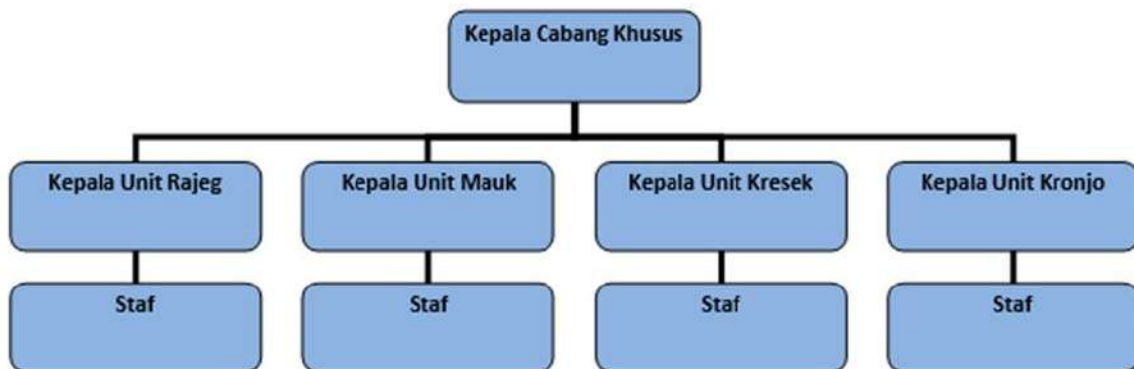 Kepala Cabang Khusus
Kepala Unit Rajeg
Kepala Unit Mauk
Kepala Unit Kresek
Kepala Unit Kronjo
Staf
Staf
Staf
Staf